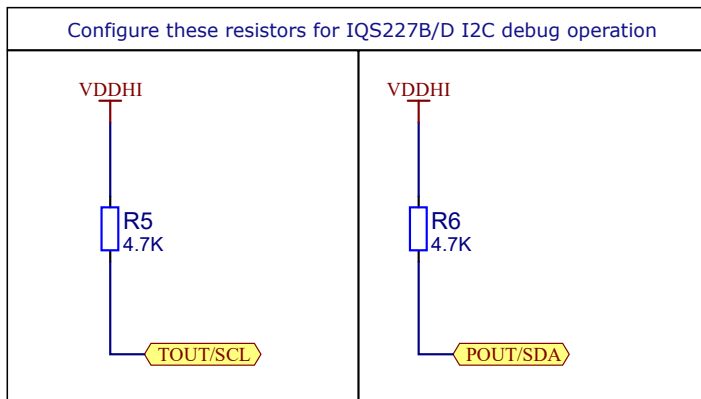 Configure these resistors for IQS227B/D I2C debug operation
VDDHI
R5
4.7K
TOUT/SCL
VDDHI
R6
4.7K
POUT/SDA